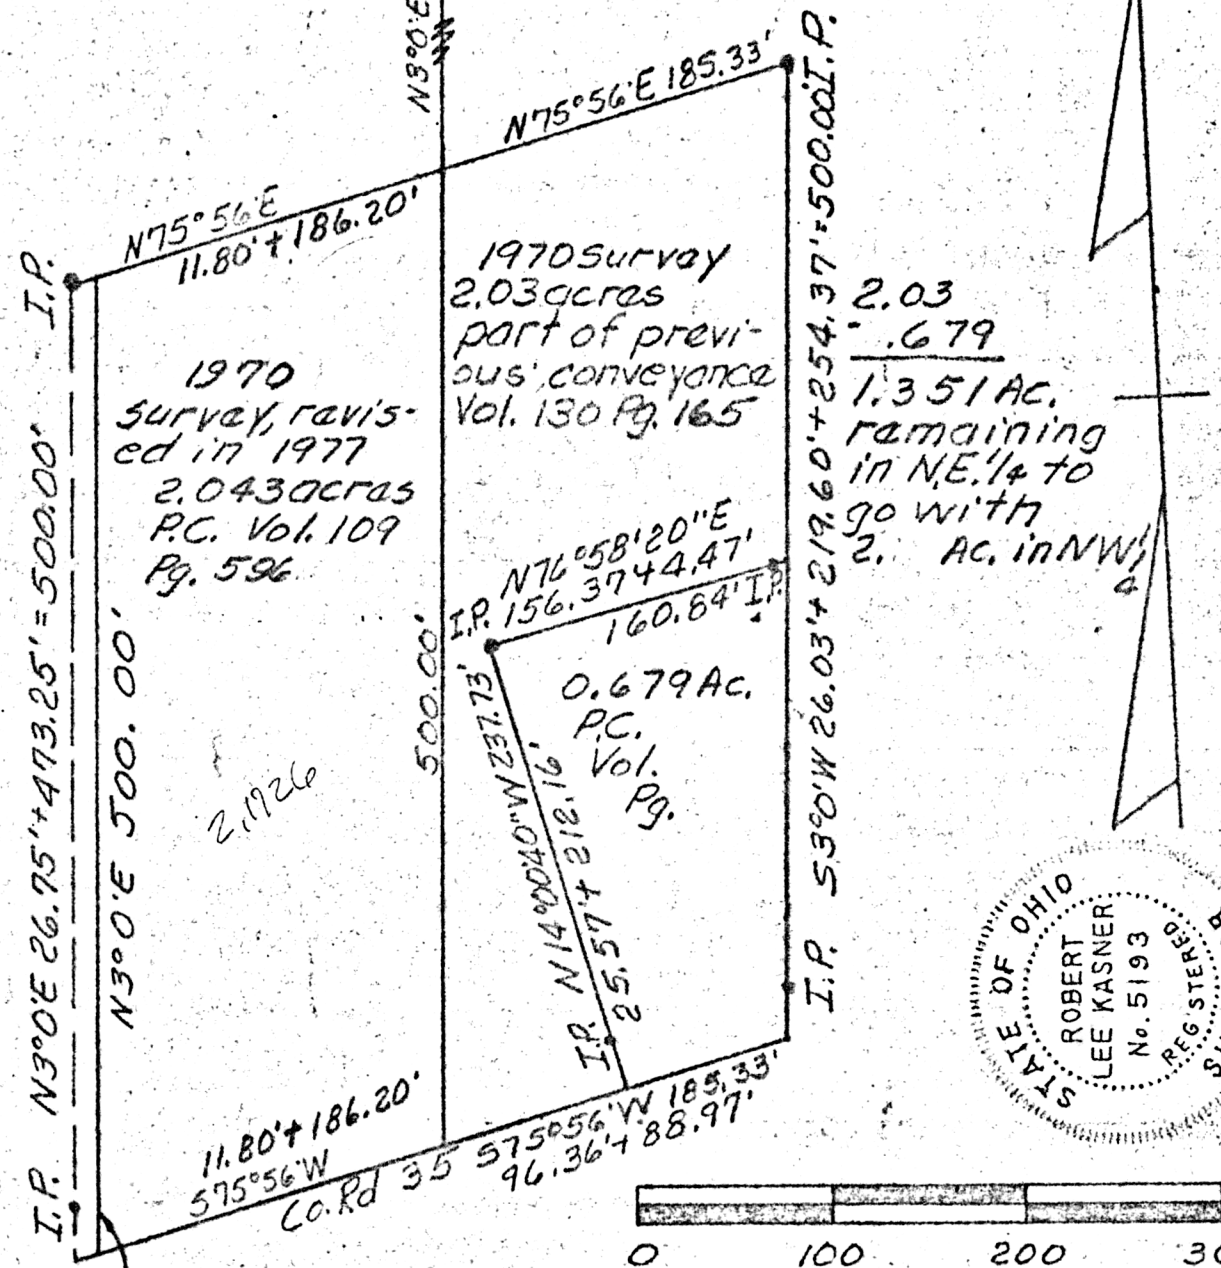 N3°0'E
N75°56'E 185.33'
I.P.
N75°56'E
11.80' + 186.20'
I.P.
1970 Survey
2.03 acres
part of previ-
ous conveyance
Vol. 130 Pg. 165
1970
survey, revis-
ed in 1977
2.043 acres
P.C. Vol. 109
Pg. 596
2.03
- .679
1.351 Ac.
remaining
in N.E. 1/4 to
go with
2. Ac. in NW 1/4
S3°0'W 26.03' + 219.60' + 254.37' = 500.00'
N76°58'20"E
156.37 + 4.47'
160.84'
I.P.
I.P.
0.679 Ac.
P.C.
Vol.
Pg.
500.00'
N14°00'40"W 237.73'
25.57' + 212.16'
I.P.
I.P.
N3°0'E 26.75' + 473.25' = 500.00'
N3°0'E 500.00'
I.P.
11.80' + 186.20'
S75°56'W
Co. Rd 35
S75°56'W 185.33'
96.36' + 88.97'
STATE OF OHIO
ROBERT
LEE KASNER
No. 5193
REGISTERED
0 100 200